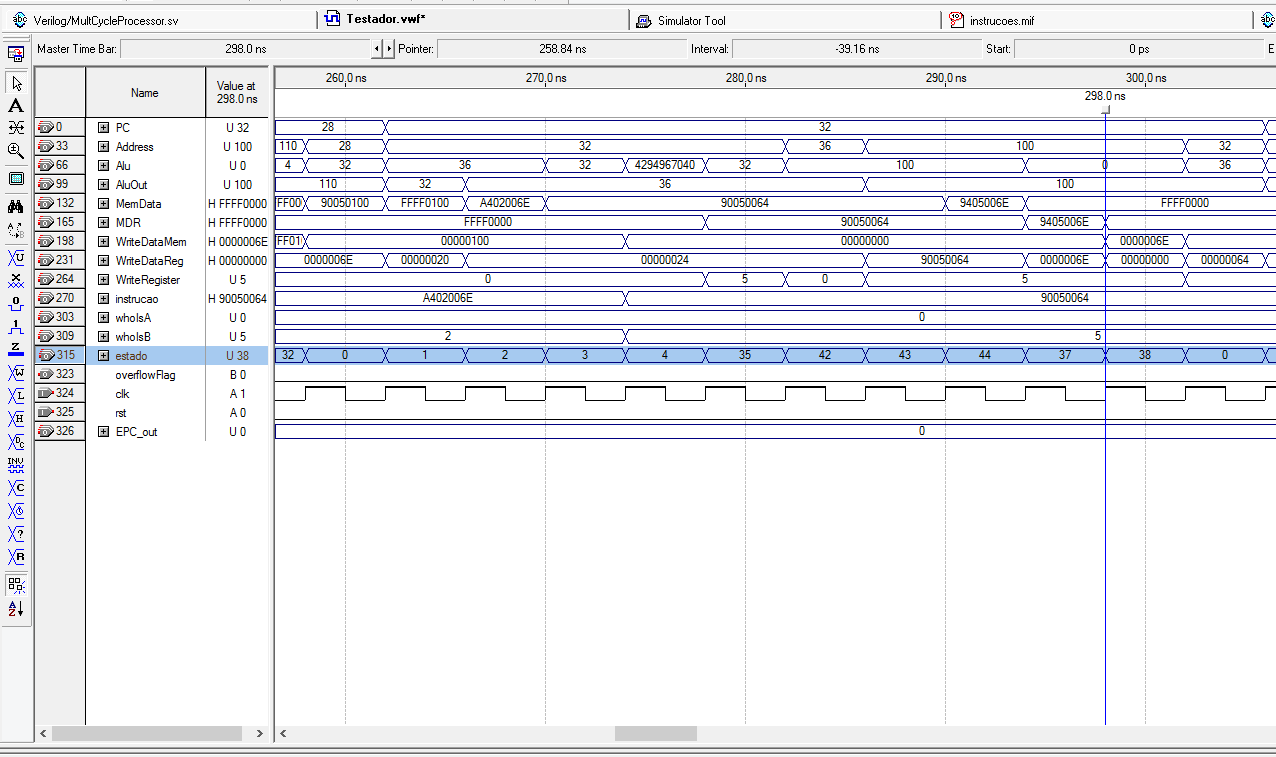 Verilog/MultCycleProcessor.sv
Testador.vwf*
Simulator Tool
instrucoes.mif
abc
Master Time Bar: 298.0 ns Pointer: 258.84 ns Interval: -39.16 ns Start: 0 ps E
Name Value at 298.0 ns 260.0 ns 270.0 ns 280.0 ns 290.0 ns 300.0 ns
298.0 ns
0 PC U 32 28 32
33 Address U 100 110 28 32 36 100 32
66 Alu U 0 4 32 36 32 4294967040 32 100 0 36
99 AluOut U 100 110 32 36 100
132 MemData H FFFF0000 FF00 90050100 FFFF0100 A402006E 90050064 9405006E FFFF0000
165 MDR H FFFF0000 FFFF0000 90050064 9405006E
198 WriteDataMem H 0000006E FF01 00000100 00000000 0000006E
231 WriteDataReg H 00000000 0000006E 00000020 00000024 90050064 0000006E 00000000 00000064
264 WriteRegister U 5 0 5 0 5
270 instrucao H 90050064 A402006E 90050064
303 whoIsA U 0 0
309 whoIsB U 5 2 5
315 estado U 38 32 0 1 2 3 4 35 42 43 44 37 38 0
323 overflowFlag B 0
324 clk A 1
325 rst A 0
326 EPC_out U 0 0